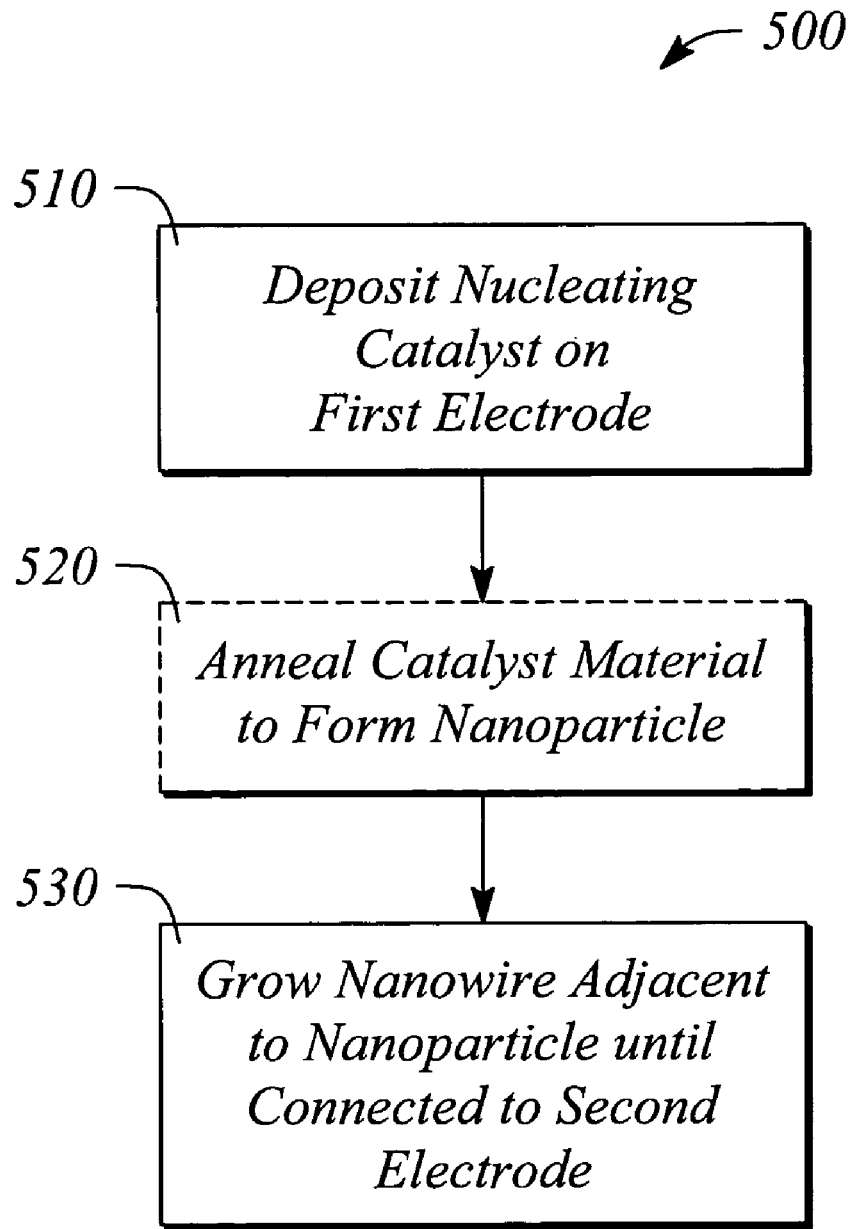 500
510
Deposit Nucleating
Catalyst on
First Electrode
520
Anneal Catalyst Material
to Form Nanoparticle
530
Grow Nanowire Adjacent
to Nanoparticle until
Connected to Second
Electrode